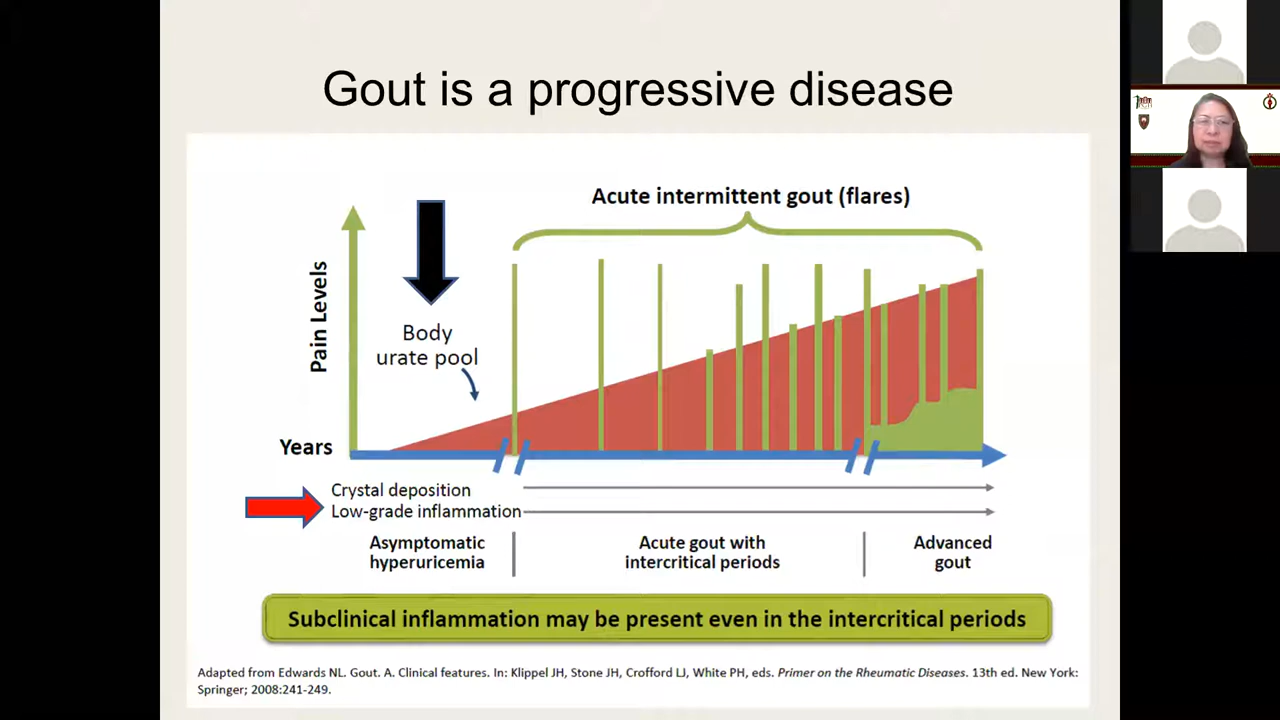 Gout is a progressive disease
Acute intermittent gout (flares)
Pain Levels
Body
urate pool
Years
Crystal deposition
Low-grade inflammation
Asymptomatic
hyperuricemia
Acute gout with
intercritical periods
Advanced
gout
Subclinical inflammation may be present even in the intercritical periods
Adapted from Edwards NL. Gout. A. Clinical features. In: Klippel JH, Stone JH, Crofford LJ, White PH, eds. Primer on the Rheumatic Diseases. 13th ed. New York:
Springer; 2008:241-249.